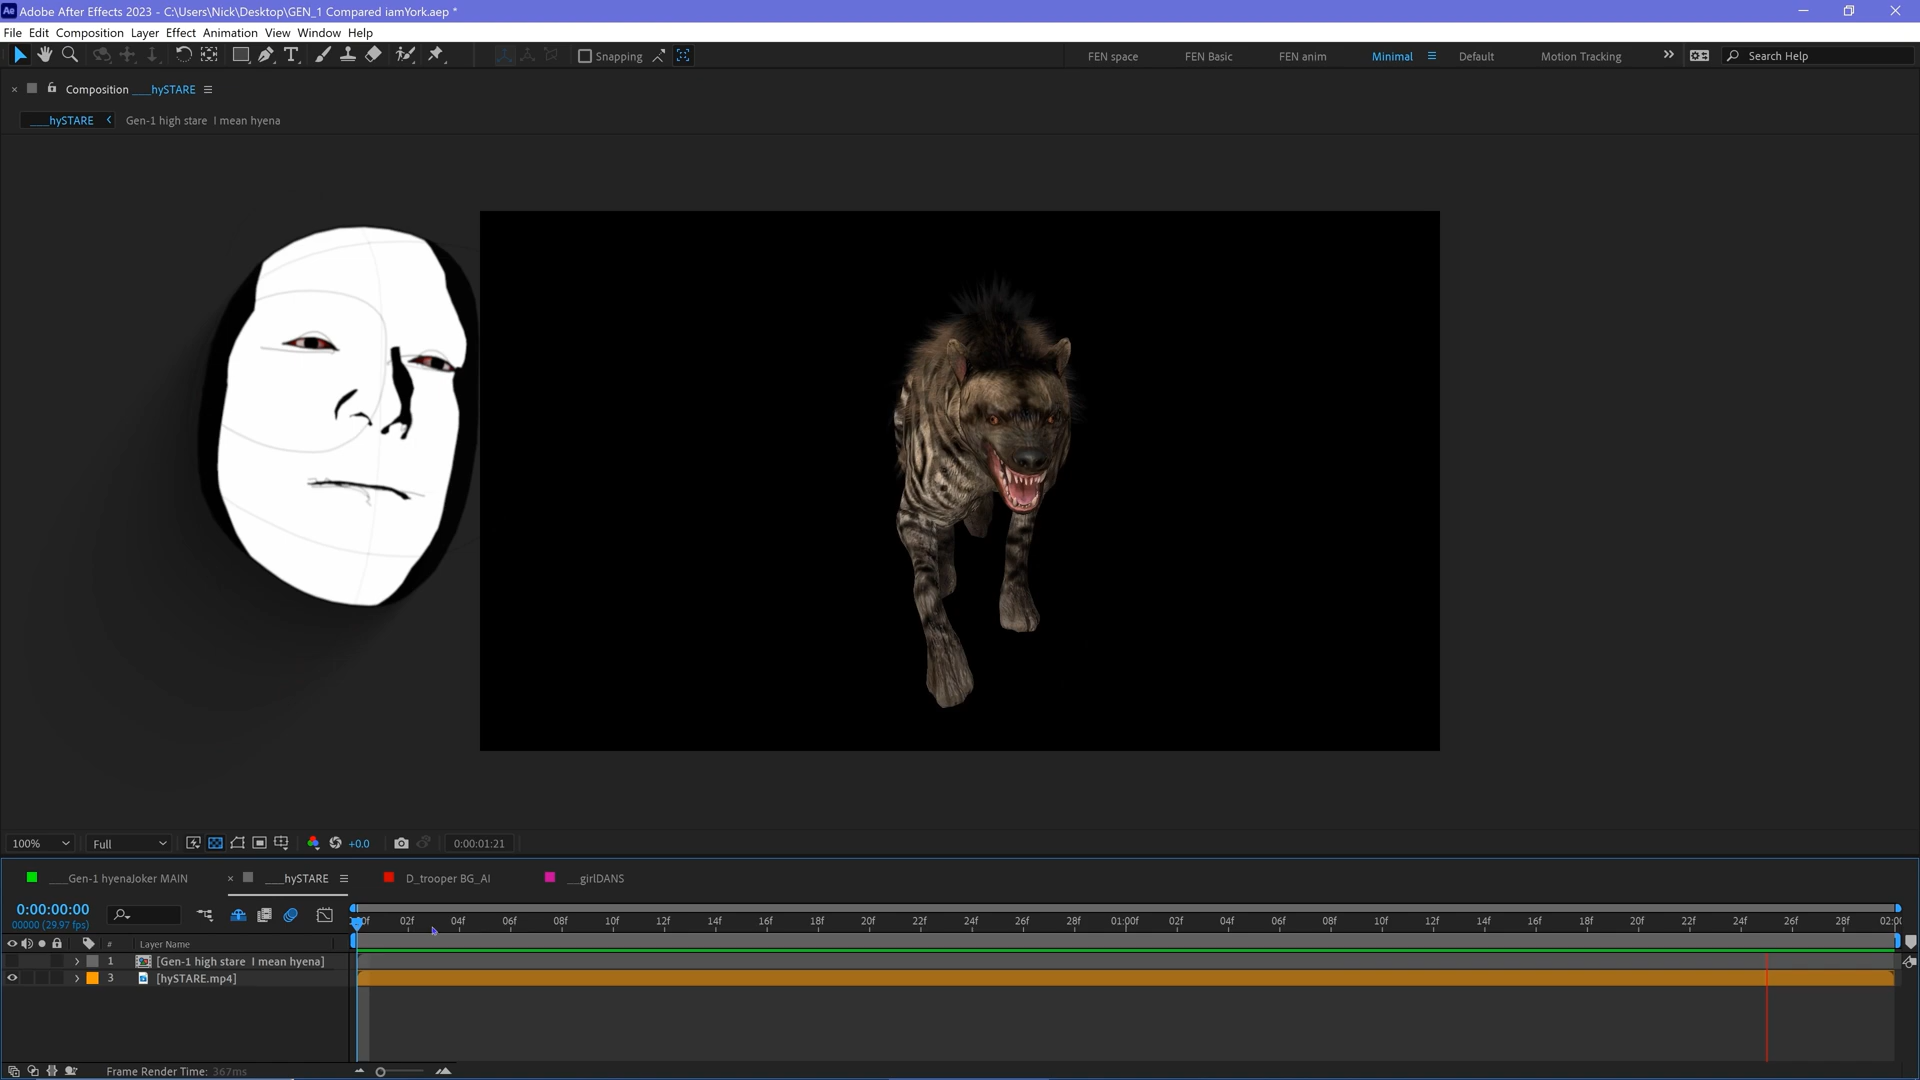 Ae Adobe After Effects 2023 - C:\Users\Nick\Desktop\GEN_1 Compared iamYork.aep *
File Edit Composition Layer Effect Animation View Window Help
Snapping FEN space FEN Basic FEN anim Minimal Default Motion Tracking Search Help
Composition ___hySTARE
___hySTARE Gen-1 high stare I mean hyena
100% Full +0.0 0:00:01:21
___Gen-1 hyenaJoker MAIN ___hySTARE D_trooper BG_AI __girlDANS
0:00:00:00
00000 (29.97 fps)
02f 04f 06f 08f 10f 12f 14f 16f 18f 20f 22f 24f 26f 28f 01:00f 02f 04f 06f 08f 10f 12f 14f 16f 18f 20f 22f 24f 26f 28f
# Layer Name
1 [Gen-1 high stare I mean hyena]
3 [hySTARE.mp4]
Frame Render Time: 367ms